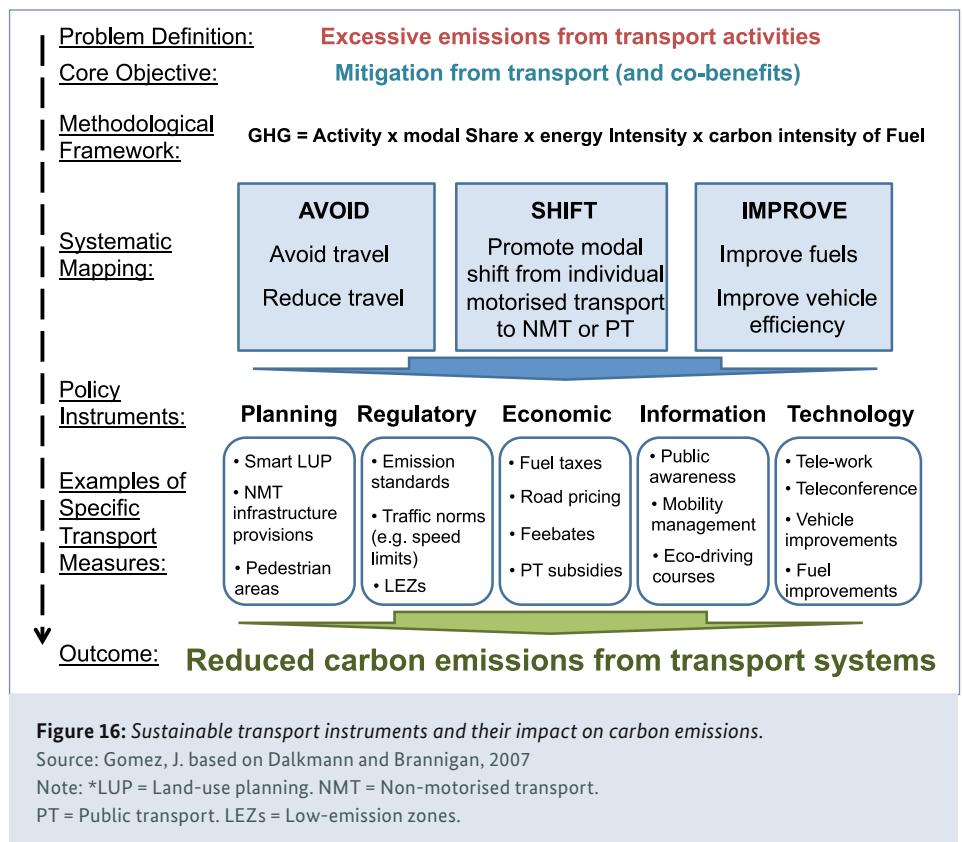 Problem Definition: Excessive emissions from transport activities
Core Objective: Mitigation from transport (and co-benefits)
Methodological
Framework:
GHG = Activity x modal Share x energy Intensity x carbon intensity of Fuel
Systematic
Mapping:
AVOID
Avoid travel
Reduce travel
SHIFT
Promote modal
shift from individual
motorised transport
to NMT or PT
IMPROVE
Improve fuels
Improve vehicle
efficiency
Policy
Instruments:
Examples of
Specific
Transport
Measures:
Planning
• Smart LUP
• NMT
infrastructure
provisions
• Pedestrian
areas
Regulatory
• Emission
standards
• Traffic norms
(e.g. speed
limits)
• LEZs
Economic
• Fuel taxes
• Road pricing
• Feebates
• PT subsidies
Information
• Public
awareness
• Mobility
management
• Eco-driving
courses
Technology
• Tele-work
• Teleconference
• Vehicle
improvements
• Fuel
improvements
Outcome: Reduced carbon emissions from transport systems
Figure 16: Sustainable transport instruments and their impact on carbon emissions.
Source: Gomez, J. based on Dalkmann and Brannigan, 2007
Note: *LUP = Land-use planning. NMT = Non-motorised transport.
PT = Public transport. LEZs = Low-emission zones.